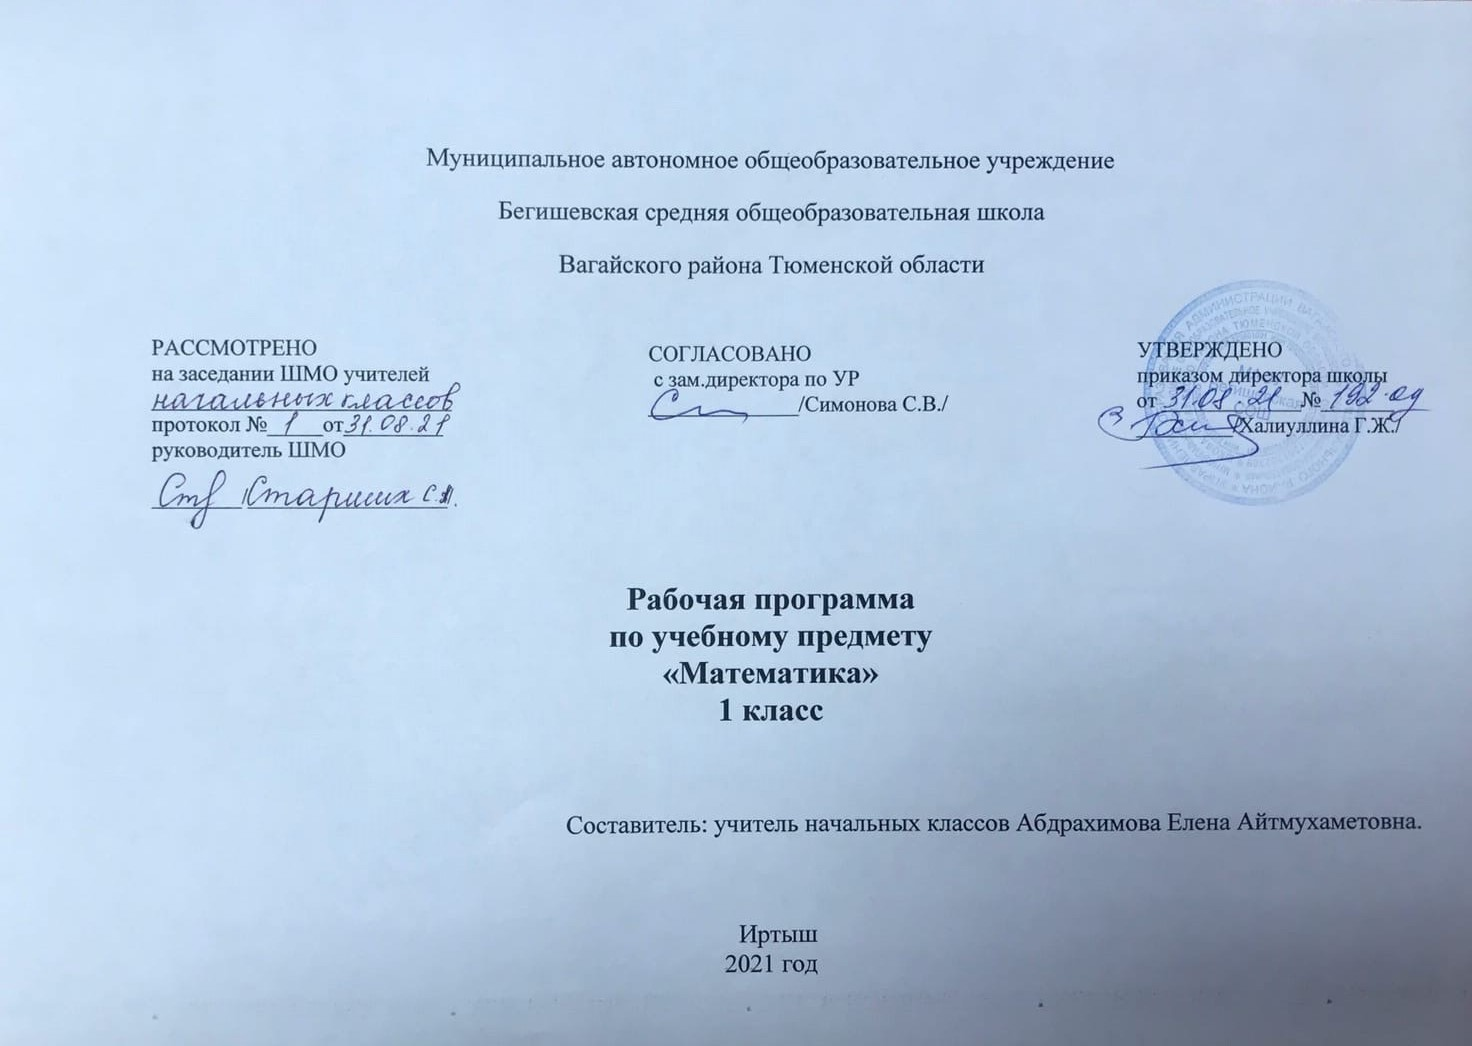 Муниципальное автономное общеобразовательное учреждение
Бегишевская средняя общеобразовательная школа
Вагайского района Тюменской области
РАССМОТРЕНО
на заседании ШМО учителей
начальных классов
протокол № 1 от 31.08.21
руководитель ШМО
Старших С.М.
СОГЛАСОВАНО
с зам.директора по УР
/Симонова С.В./
УТВЕРЖДЕНО
приказом директора школы
от 31.08.21 № 192-од
/Халиуллина Г.Ж./
Рабочая программа
по учебному предмету
«Математика»
1 класс
Составитель: учитель начальных классов Абдрахимова Елена Айтмухаметовна.
Иртыш
2021 год